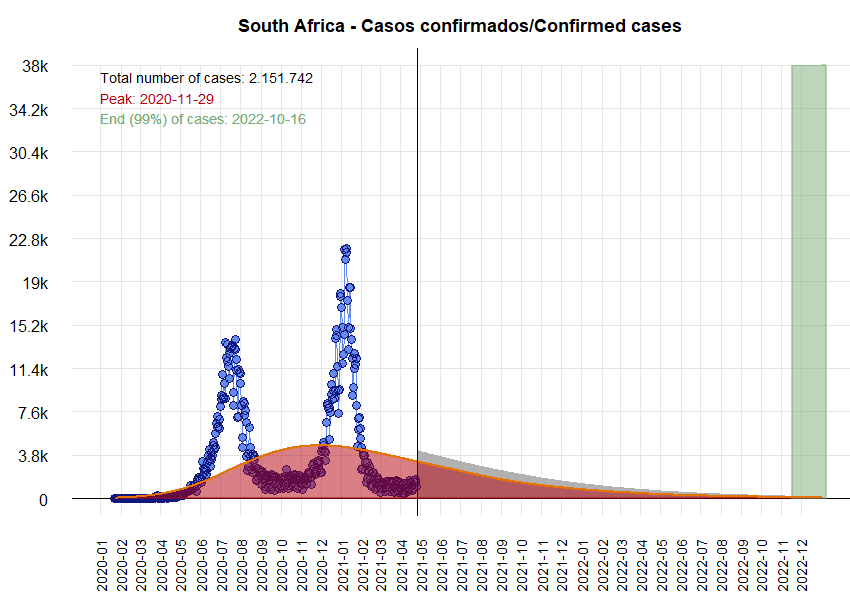 South Africa - Casos confirmados/Confirmed cases
38k
34.2k
30.4k
26.6k
22.8k
19k
15.2k
11.4k
7.6k
3.8k
0
Total number of cases: 2.151.742
Peak: 2020-11-29
End (99%) of cases: 2022-10-16
2020-01
2020-02
2020-03
2020-04
2020-05
2020-06
2020-07
2020-08
2020-09
2020-10
2020-11
2020-12
2021-01
2021-02
2021-03
2021-04
2021-05
2021-06
2021-07
2021-08
2021-09
2021-10
2021-11
2021-12
2022-01
2022-02
2022-03
2022-04
2022-05
2022-06
2022-07
2022-08
2022-09
2022-10
2022-11
2022-12